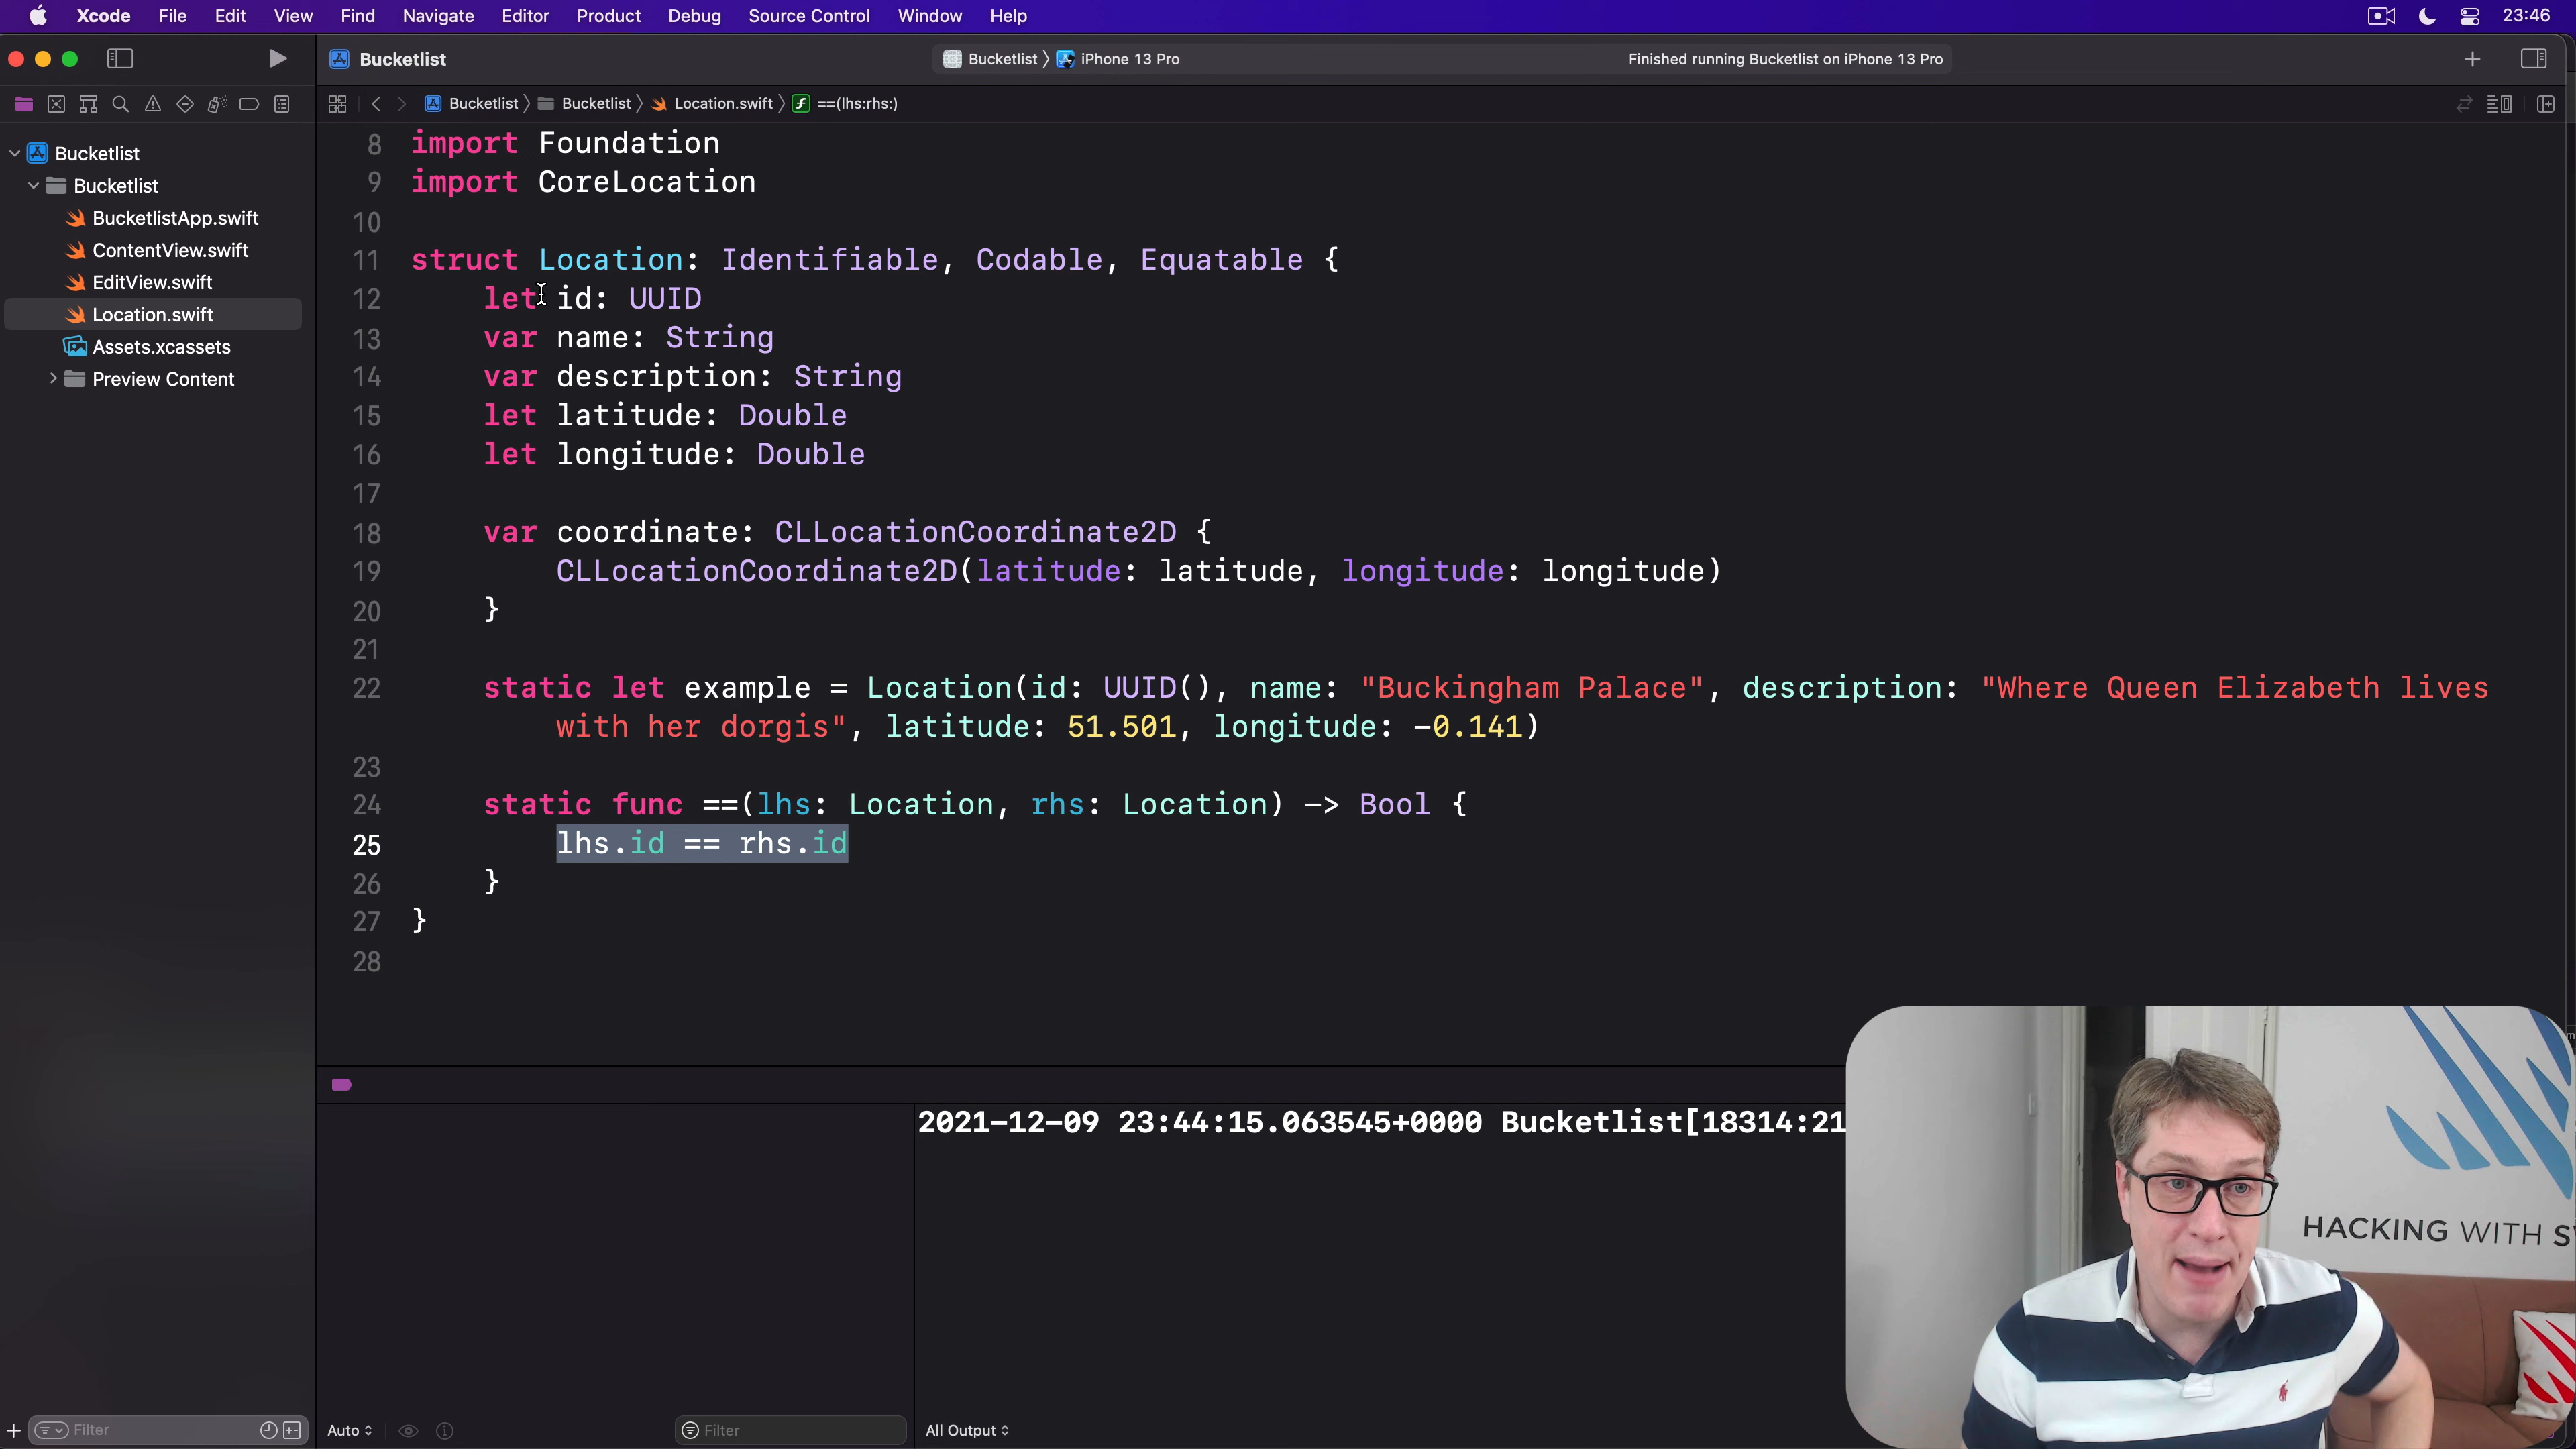 Xcode File Edit View Find Navigate Editor Product Debug Source Control Window Help 23:46
Bucketlist Bucketlist iPhone 13 Pro Finished running Bucketlist on iPhone 13 Pro
Bucketlist Bucketlist Location.swift ==(lhs:rhs:)
Bucketlist
Bucketlist
BucketlistApp.swift
ContentView.swift
EditView.swift
Location.swift
Assets.xcassets
Preview Content
8 import Foundation
9 import CoreLocation
10
11 struct Location: Identifiable, Codable, Equatable {
12 let id: UUID
13 var name: String
14 var description: String
15 let latitude: Double
16 let longitude: Double
17
18 var coordinate: CLLocationCoordinate2D {
19 CLLocationCoordinate2D(latitude: latitude, longitude: longitude)
20 }
21
22 static let example = Location(id: UUID(), name: "Buckingham Palace", description: "Where Queen Elizabeth lives
with her dorgis", latitude: 51.501, longitude: -0.141)
23
24 static func ==(lhs: Location, rhs: Location) -> Bool {
25 lhs.id == rhs.id
26 }
27 }
28
2021-12-09 23:44:15.063545+0000 Bucketlist[18314:21
HACKING WITH S
Filter Auto Filter All Output